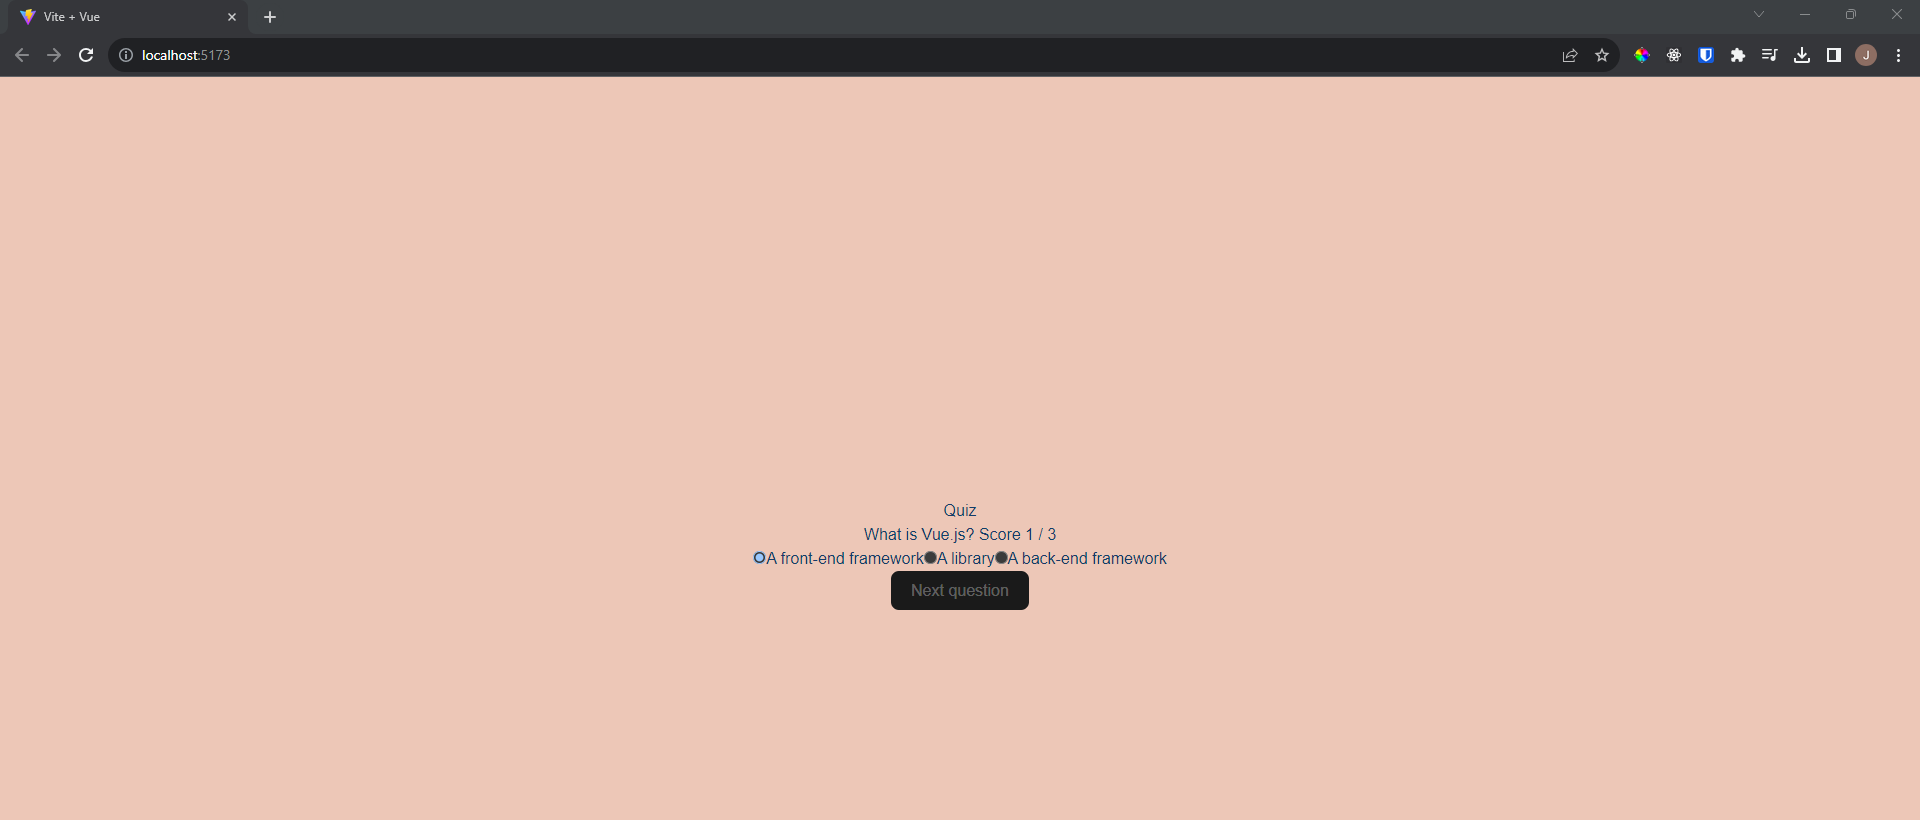 Vite + Vue
localhost:5173
J
Quiz
What is Vue.js? Score 1 / 3
A front-end framework A library A back-end framework
Next question